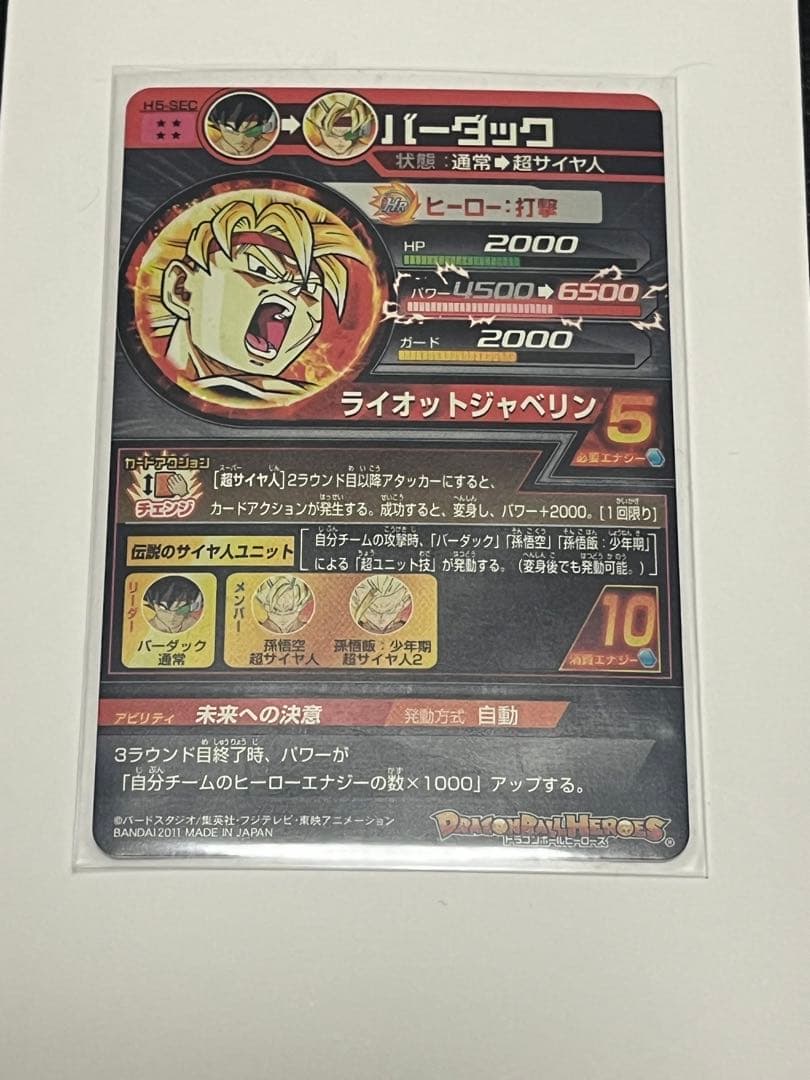 H5-SEC
★★
★★
バーダック
状態：通常➡超サイヤ人
HR ヒーロー：打撃
HP 2000
パワー 4500➡6500
ガード 2000
ライオットジャベリン 5
必要エナジー
カードアクション
チェンジ
[超サイヤ人]2ラウンド目以降アタッカーにすると、
カードアクションが発生する。成功すると、変身し、パワー+2000。[1回限り]
伝説のサイヤ人ユニット
自分チームの攻撃時、「バーダック」「孫悟空」「孫悟飯：少年期」
による「超ユニット技」が発動する。（変身後でも発動可能。）
リーダー
バーダック
通常
メンバー
孫悟空
超サイヤ人
孫悟飯：少年期
超サイヤ人2
10
消費エナジー
アビリティ 未来への決意 発動方式 自動
3ラウンド目終了時、パワーが
「自分チームのヒーローエナジーの数×1000」アップする。
©バードスタジオ/集英社・フジテレビ・東映アニメーション
BANDAI 2011 MADE IN JAPAN
DRAGONBALL HEROES
ドラゴンボールヒーローズ